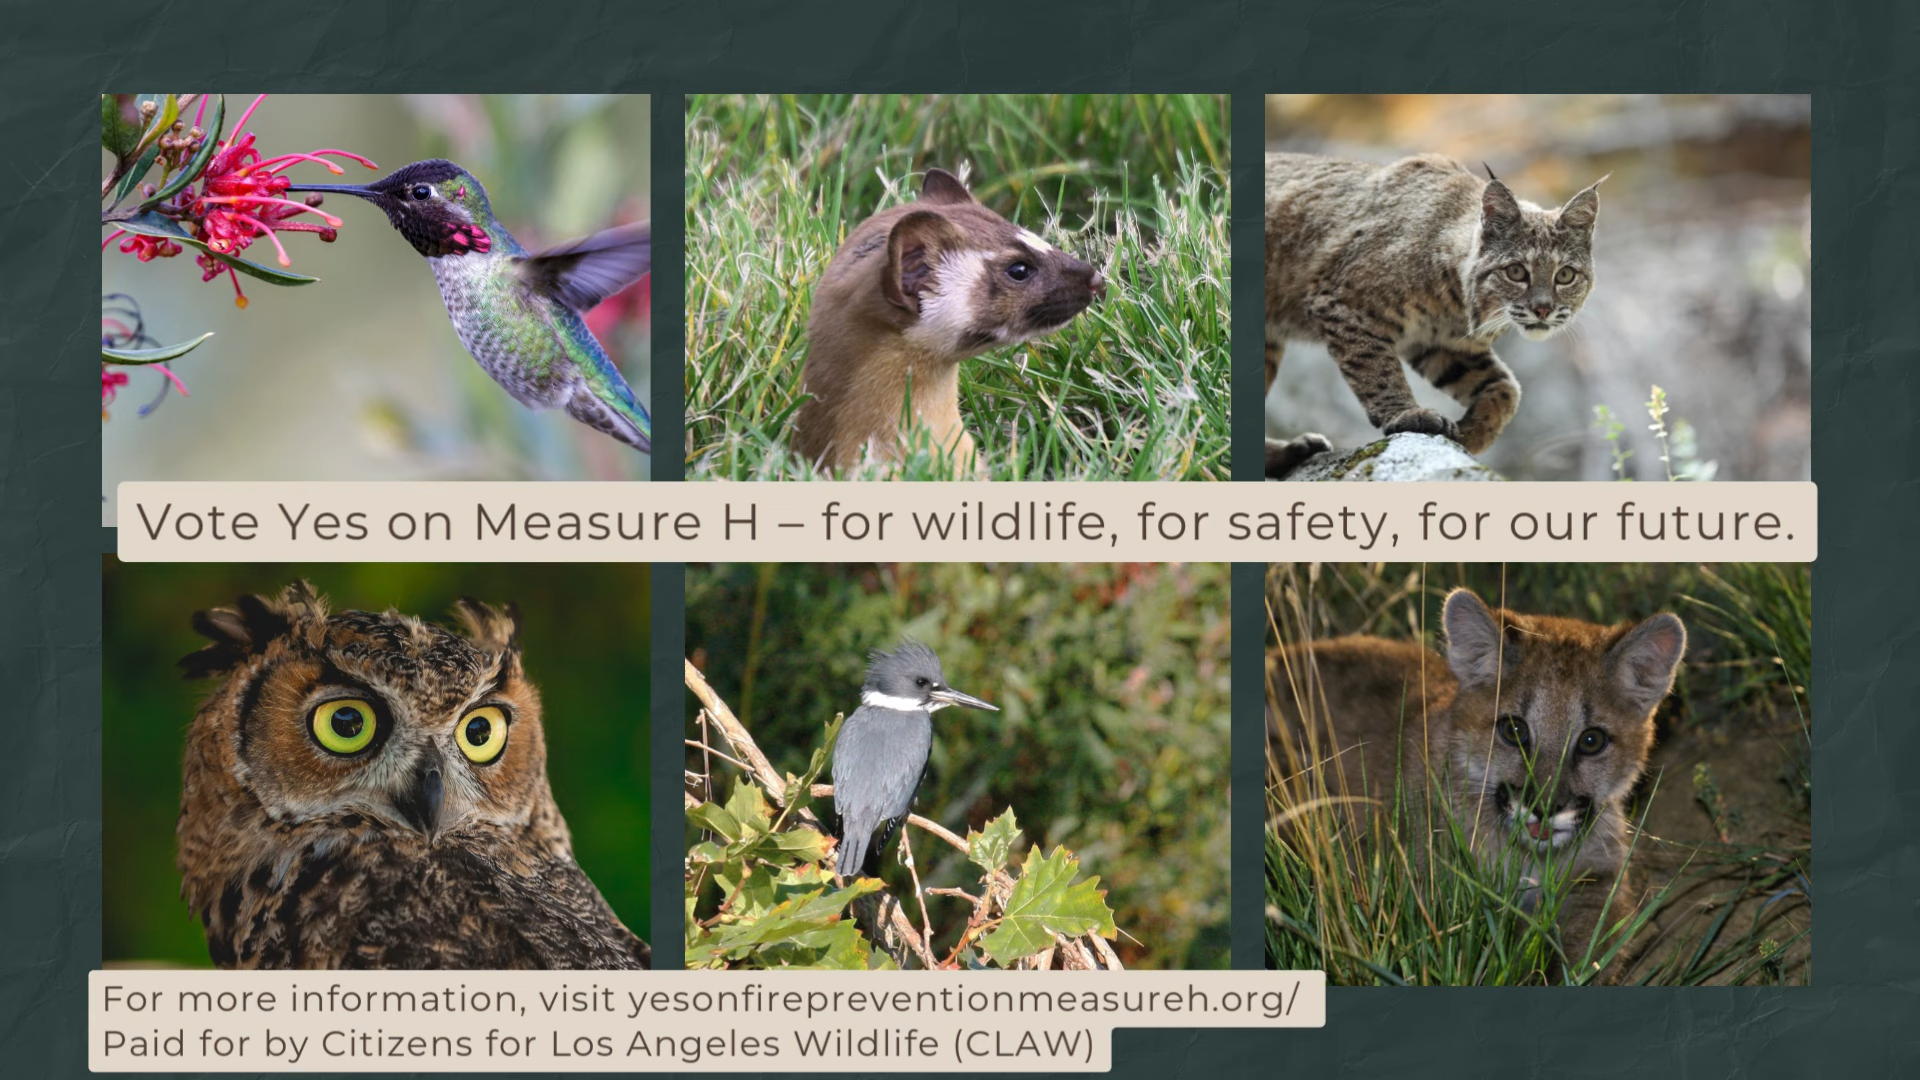 Vote Yes on Measure H – for wildlife, for safety, for our future.
For more information, visit yesonfirepreventionmeasureh.org/
Paid for by Citizens for Los Angeles Wildlife (CLAW)